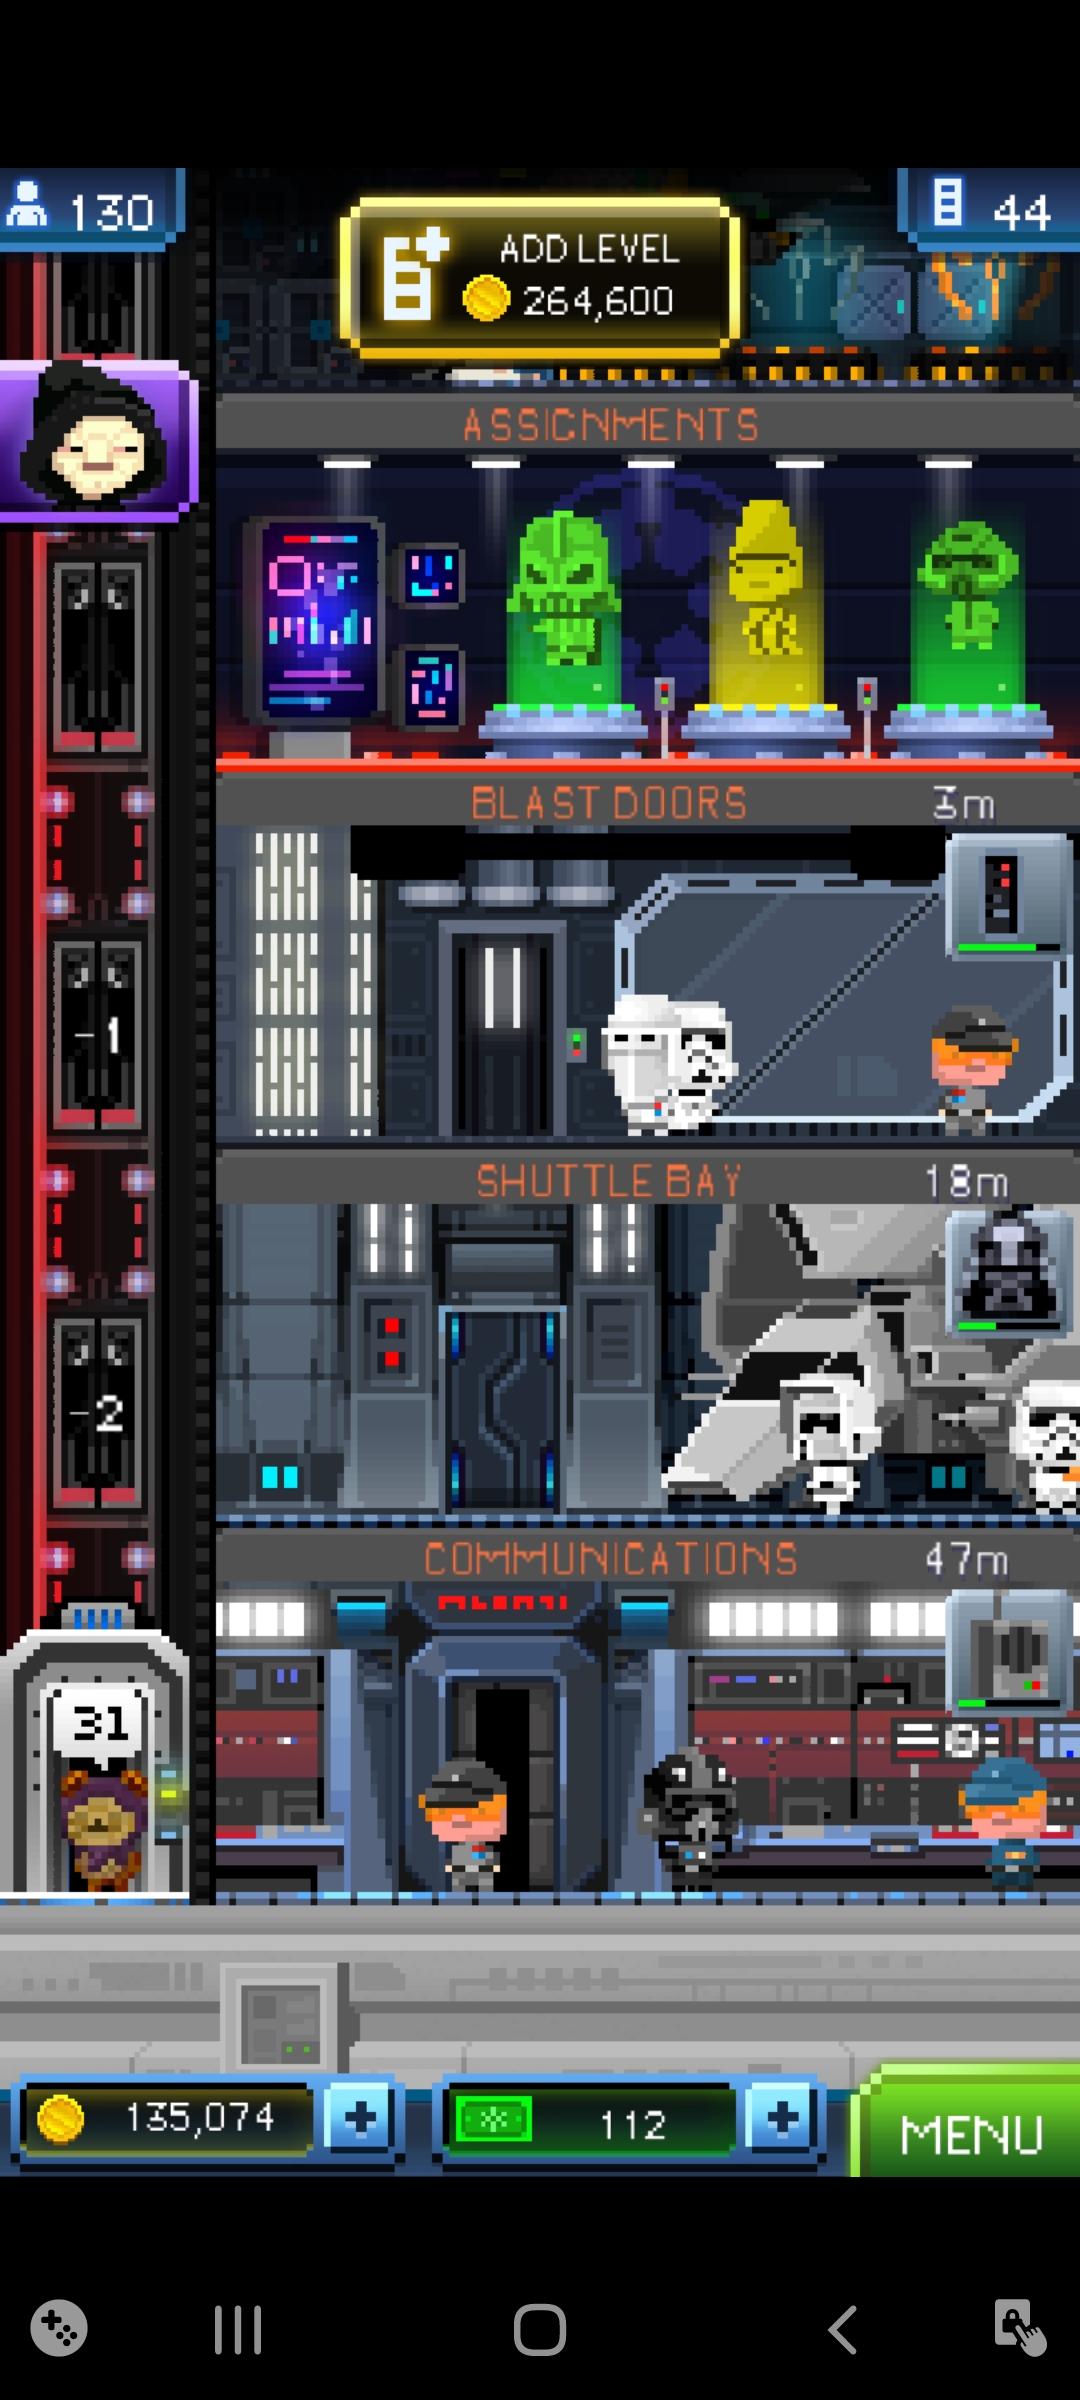 130
ADD LEVEL
264,600
44
ASSIGNMENTS
BLAST DOORS
3m
-1
SHUTTLE BAY
18m
-2
COMMUNICATIONS
47m
31
135,074
112
MENU